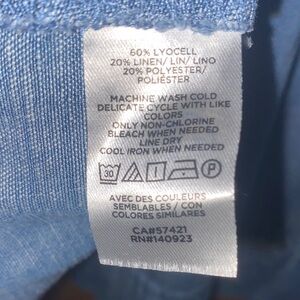 60% LYOCELL
20% LINEN/ LIN/ LINO
20% POLYESTER/
POLIÉSTER
MACHINE WASH COLD
DELICATE CYCLE WITH LIKE
COLORS
ONLY NON-CHLORINE
BLEACH WHEN NEEDED
LINE DRY
COOL IRON WHEN NEEDED
30 P
AVEC DES COULEURS
SEMBLABLES / CON
COLORES SIMILARES
CA#57421
RN#140923